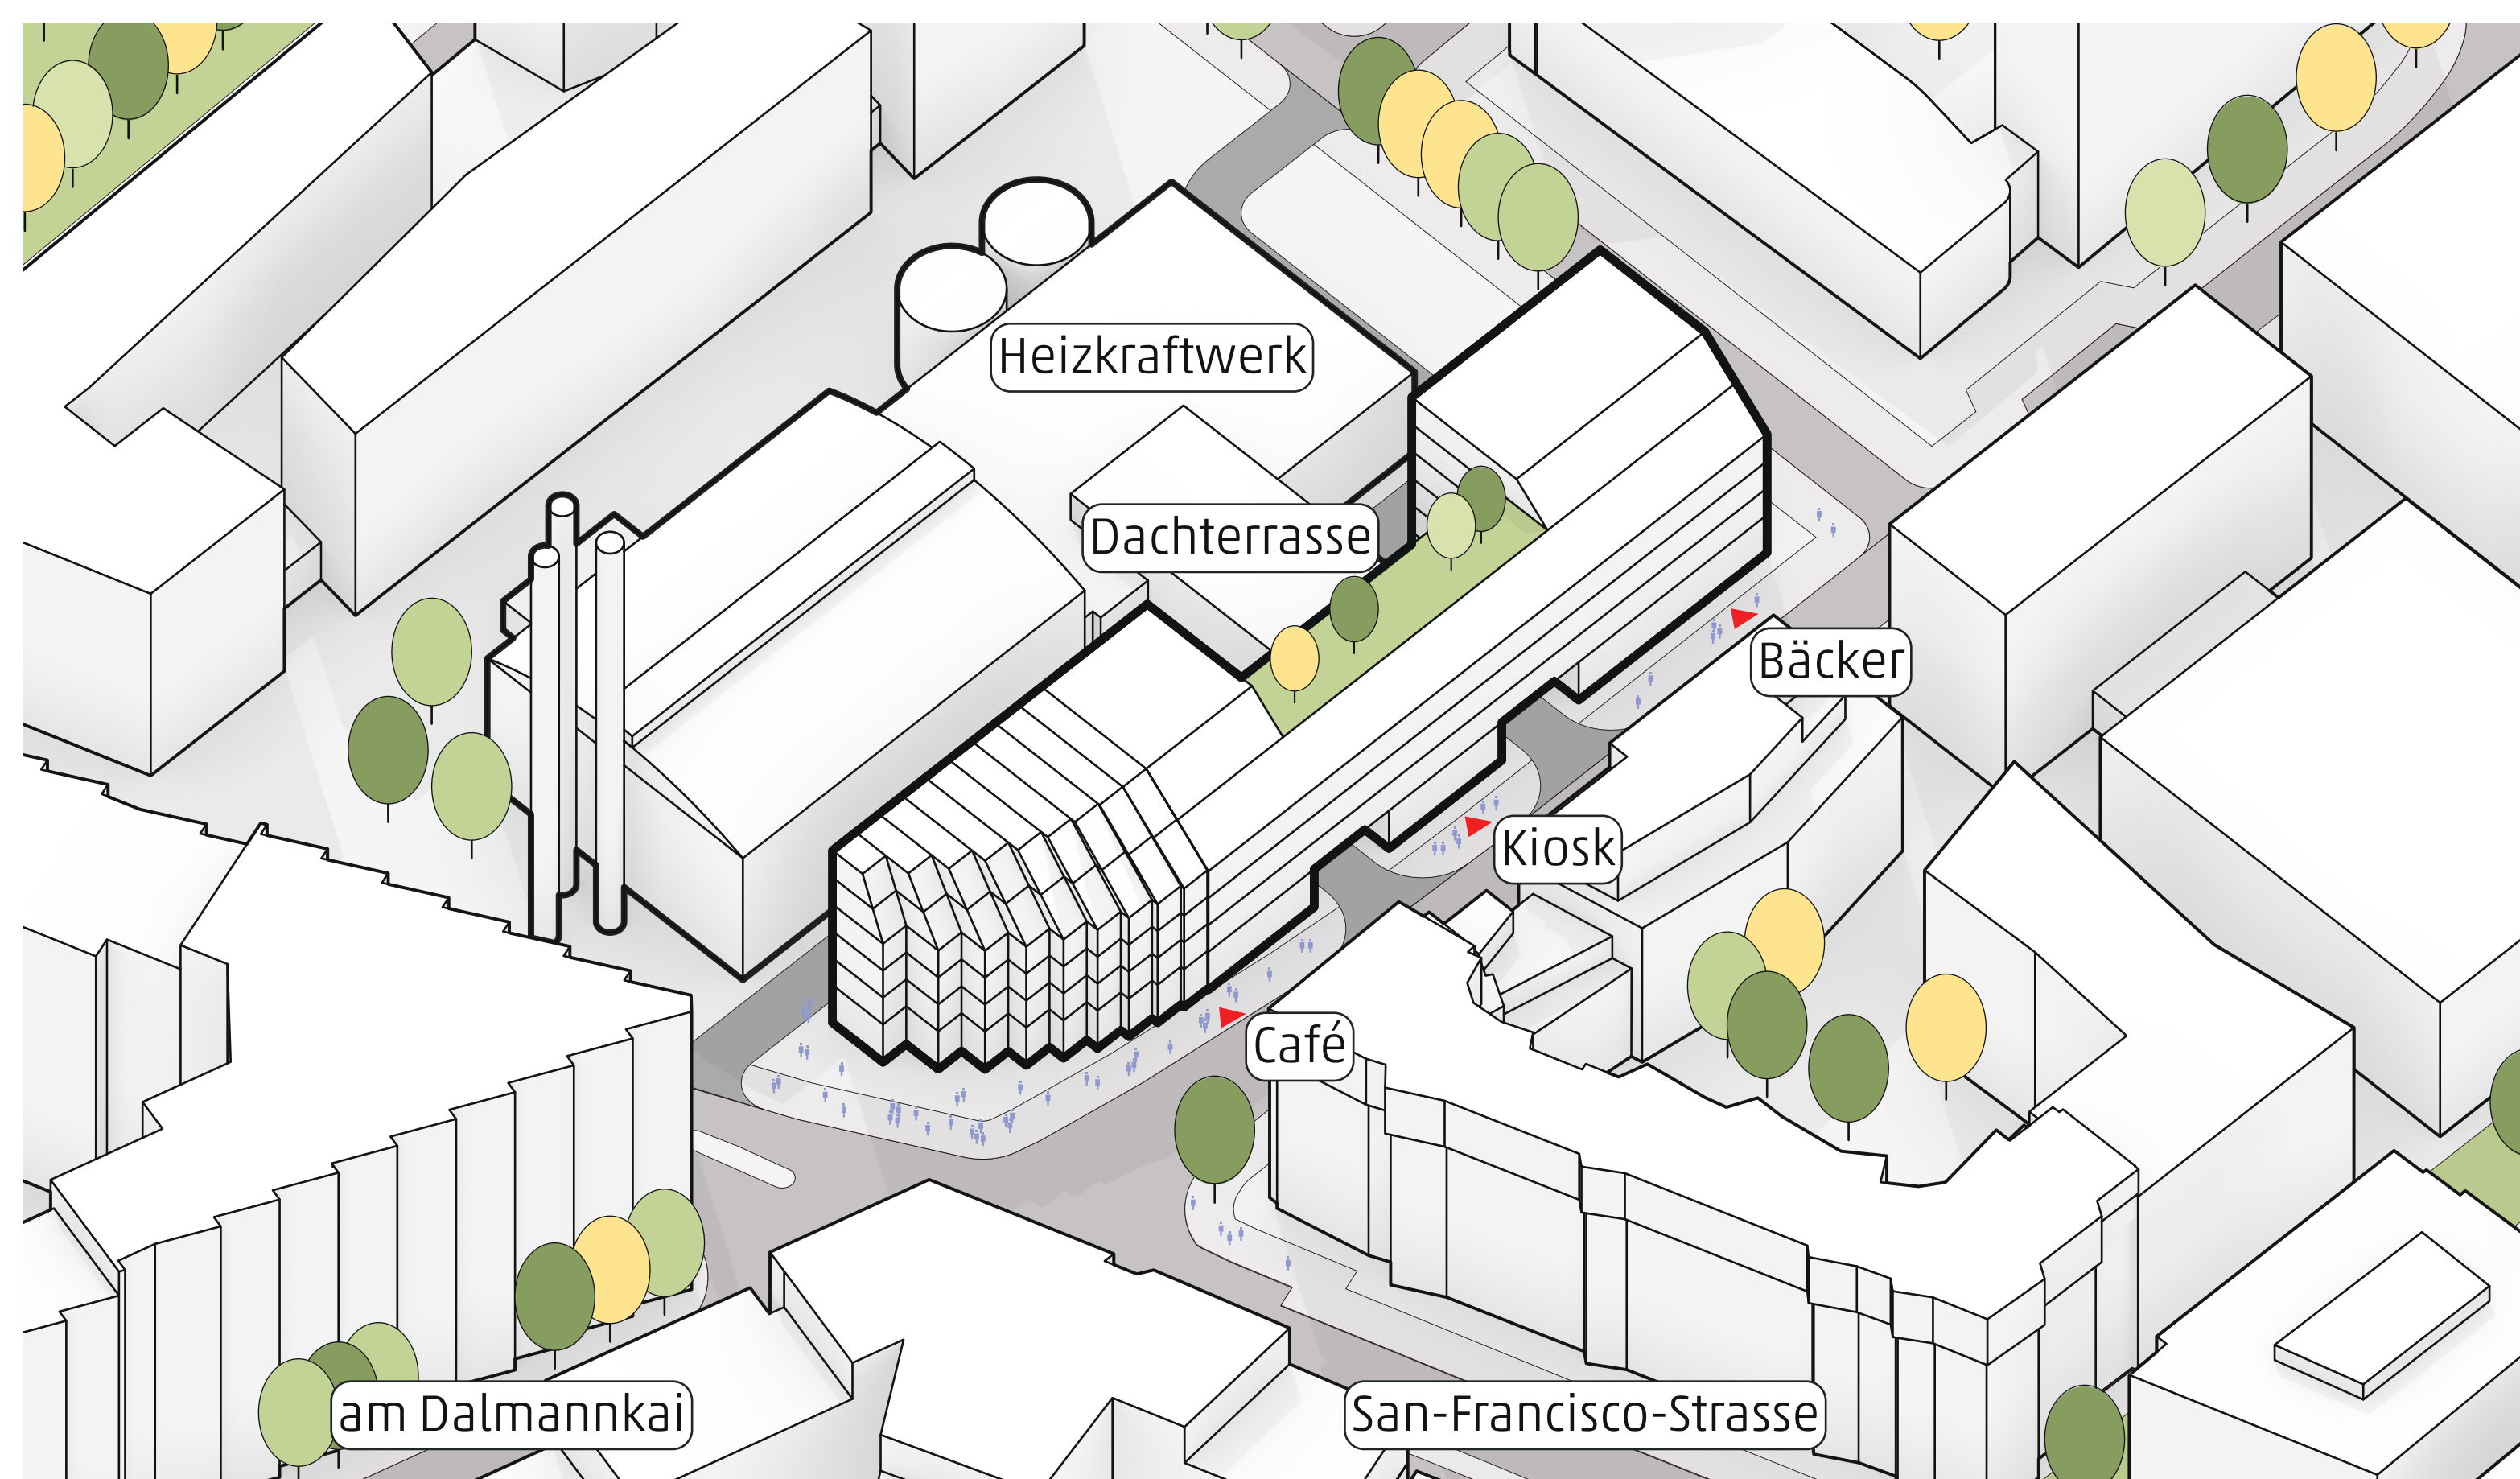 Heizkraftwerk
Dachterrasse
Bäcker
Kiosk
Café
am Dalmannkai
San-Francisco-Strasse